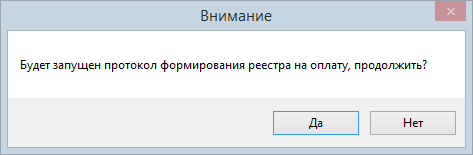 Внимание
Будет запущен протокол формирования реестра на оплату, продолжить?
Да
Нет